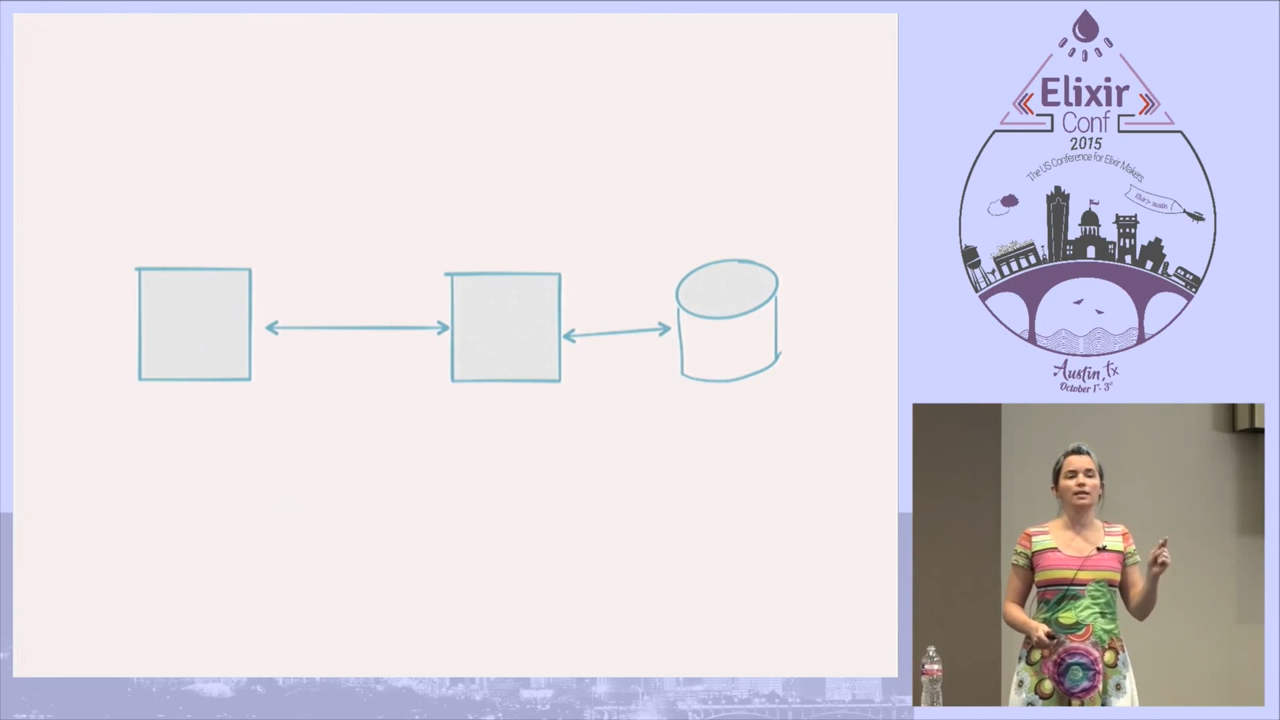 Elixir
Conf
2015
The US Conference for Elixir Makers
Austin, Tx
October 1st - 3rd